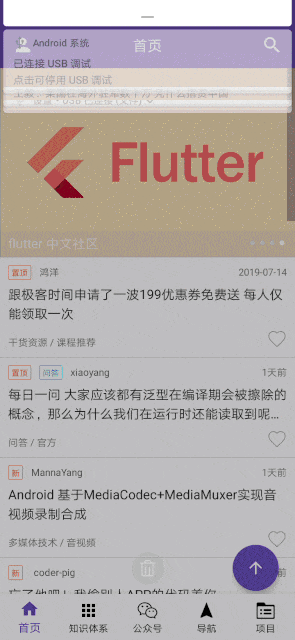 Android 系统
首页
已连接 USB 调试
点击可停用 USB 调试
Flutter
flutter 中文社区
置顶 鸿洋 2019-07-14
跟极客时间申请了一波199优惠券免费送 每人仅
能领取一次
干货资源 / 课程推荐
置顶 问答 xiaoyang 1天前
每日一问 大家应该都有泛型在编译期会被擦除的
概念，那么为什么我们在运行时还能读取到呢...
问答 / 官方
新 MannaYang 1天前
Android 基于MediaCodec+MediaMuxer实现音
视频录制合成
多媒体技术 / 音视频
新 coder-pig 1天前
首页 知识体系 公众号 导航 项目